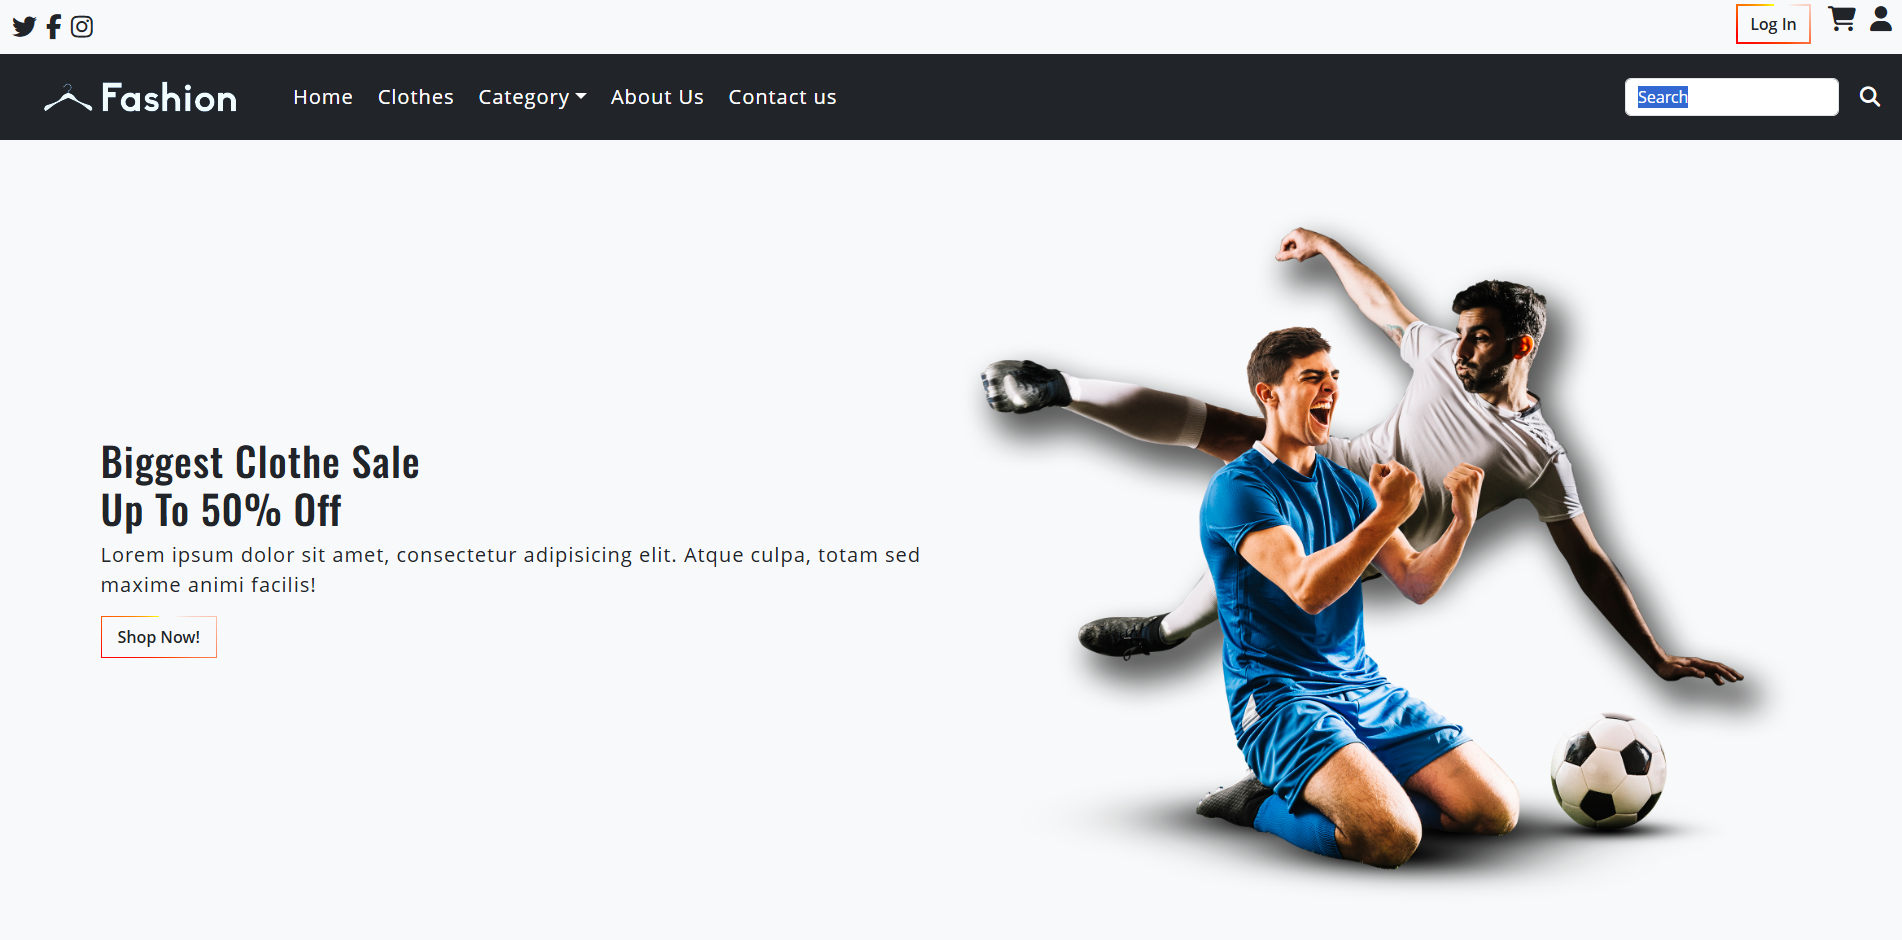 Log In
Fashion
Home Clothes Category About Us Contact us
Search
Biggest Clothe Sale
Up To 50% Off
Lorem ipsum dolor sit amet, consectetur adipisicing elit. Atque culpa, totam sed
maxime animi facilis!
Shop Now!